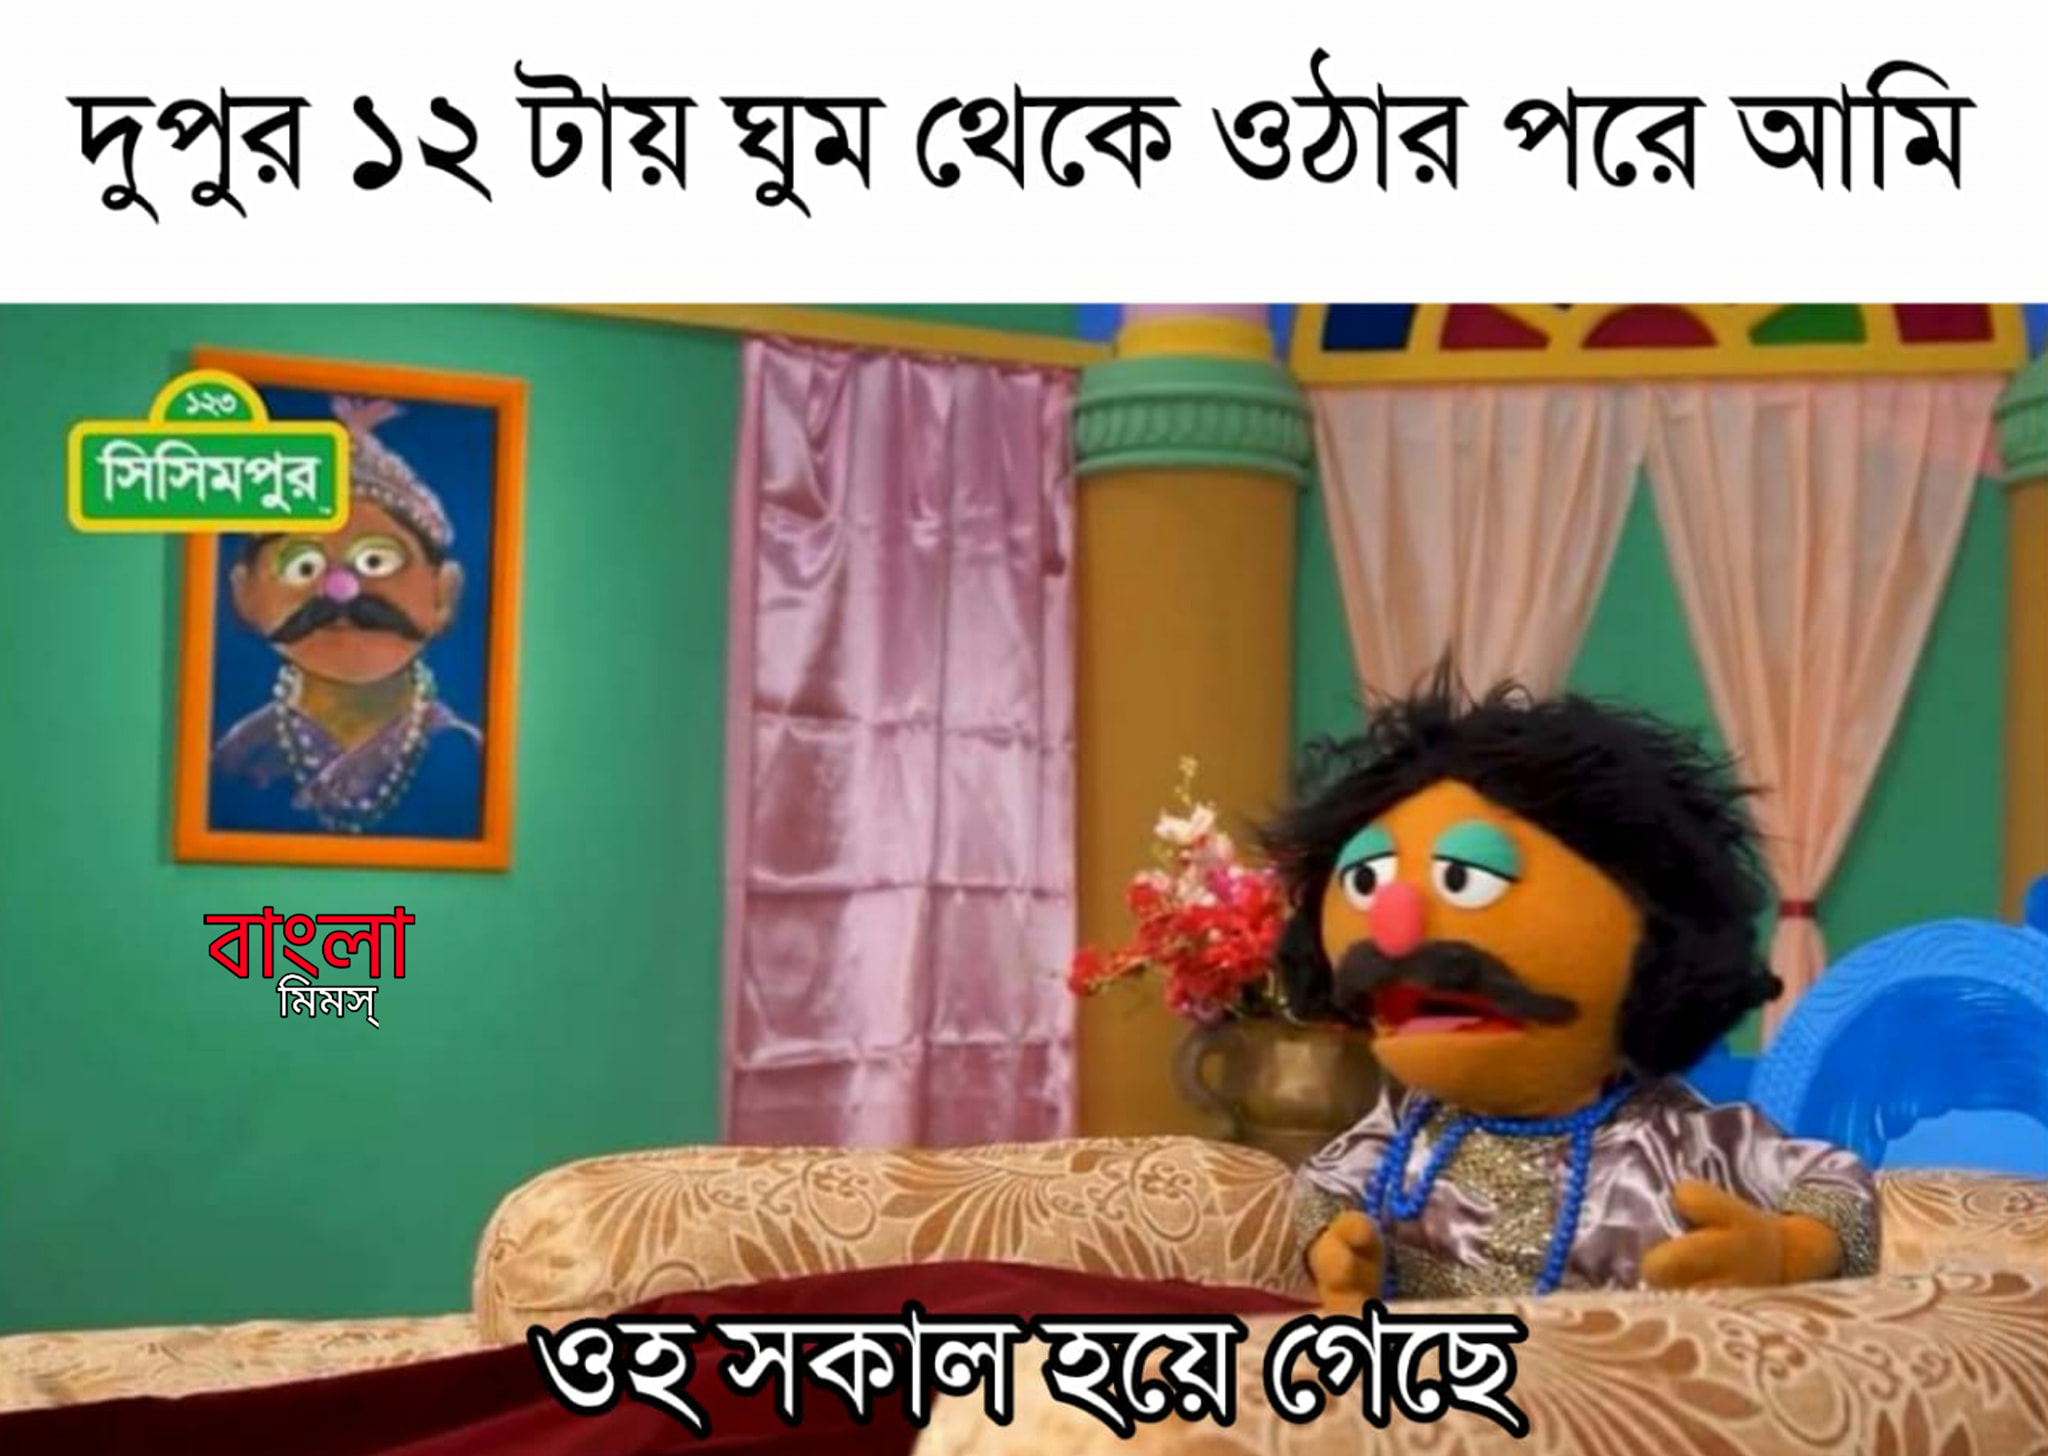 দুপুর ১২ টায় ঘুম থেকে ওঠার পরে আমি
১২৩
সিসিমপুর
বাংলা
মিমস্
ওহ সকাল হয়ে গেছে